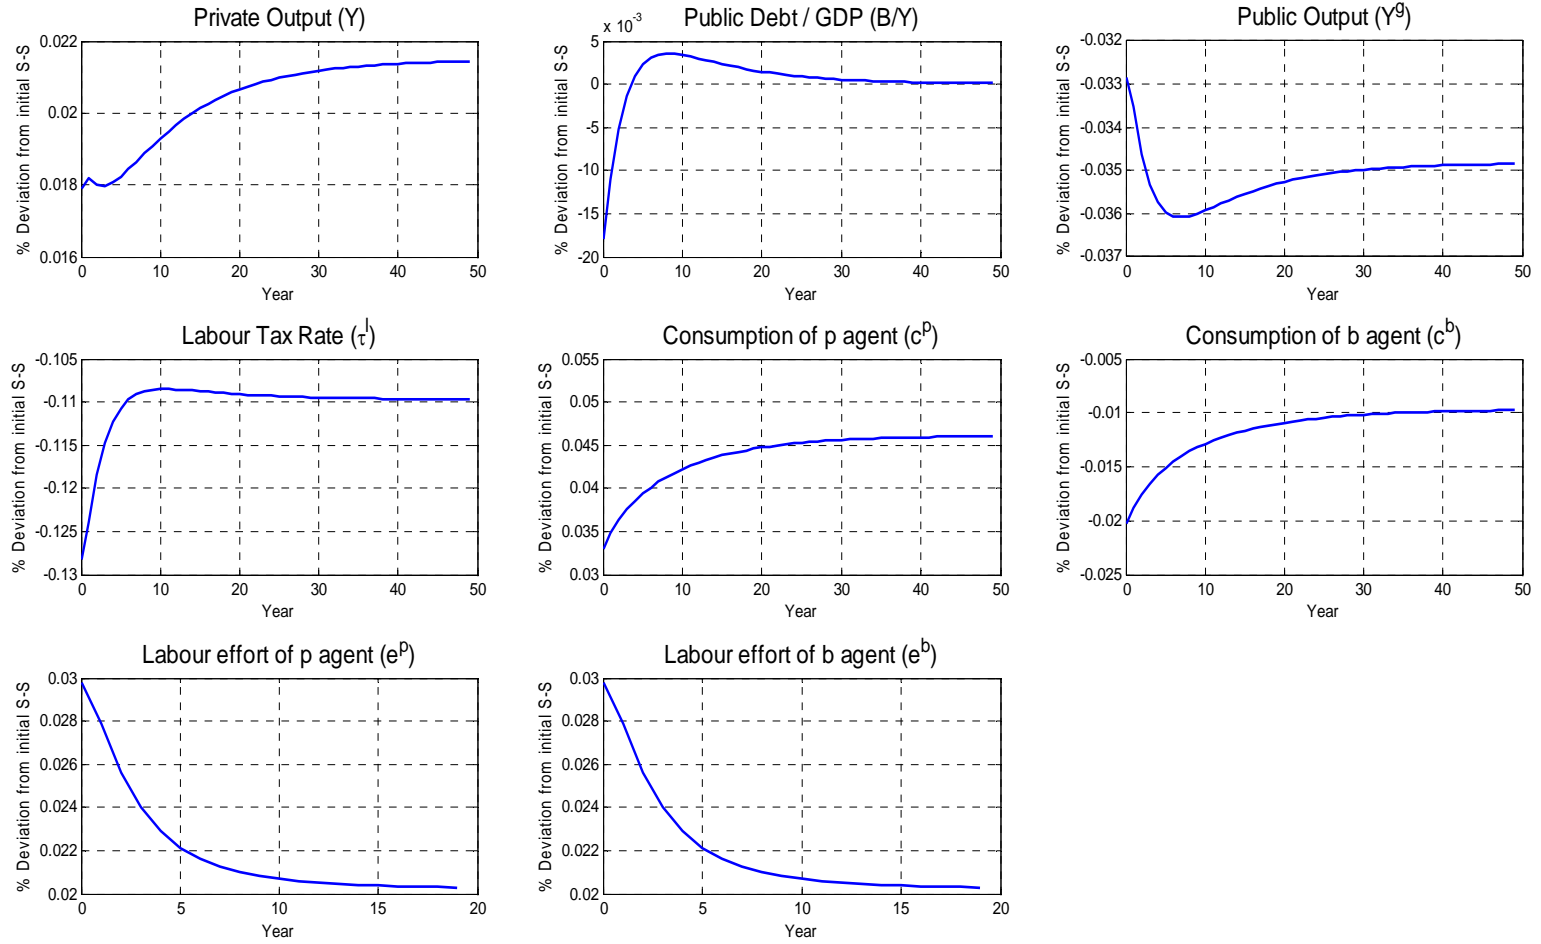 Private Output (Y)
% Deviation from initial S-S
0.022
0.02
0.018
0.016
0 10 20 30 40 50
Year
Public Debt / GDP (B/Y)
x 10^-3
% Deviation from initial S-S
5
0
-5
-10
-15
-20
0 10 20 30 40 50
Year
Public Output (Y^g)
% Deviation from initial S-S
-0.032
-0.033
-0.034
-0.035
-0.036
-0.037
0 10 20 30 40 50
Year
Labour Tax Rate (τ^l)
% Deviation from initial S-S
-0.105
-0.11
-0.115
-0.12
-0.125
-0.13
0 10 20 30 40 50
Year
Consumption of p agent (c^p)
% Deviation from initial S-S
0.055
0.05
0.045
0.04
0.035
0.03
0 10 20 30 40 50
Year
Consumption of b agent (c^b)
% Deviation from initial S-S
-0.005
-0.01
-0.015
-0.02
-0.025
0 10 20 30 40 50
Year
Labour effort of p agent (e^p)
% Deviation from initial S-S
0.03
0.028
0.026
0.024
0.022
0.02
0 5 10 15 20
Year
Labour effort of b agent (e^b)
% Deviation from initial S-S
0.03
0.028
0.026
0.024
0.022
0.02
0 5 10 15 20
Year